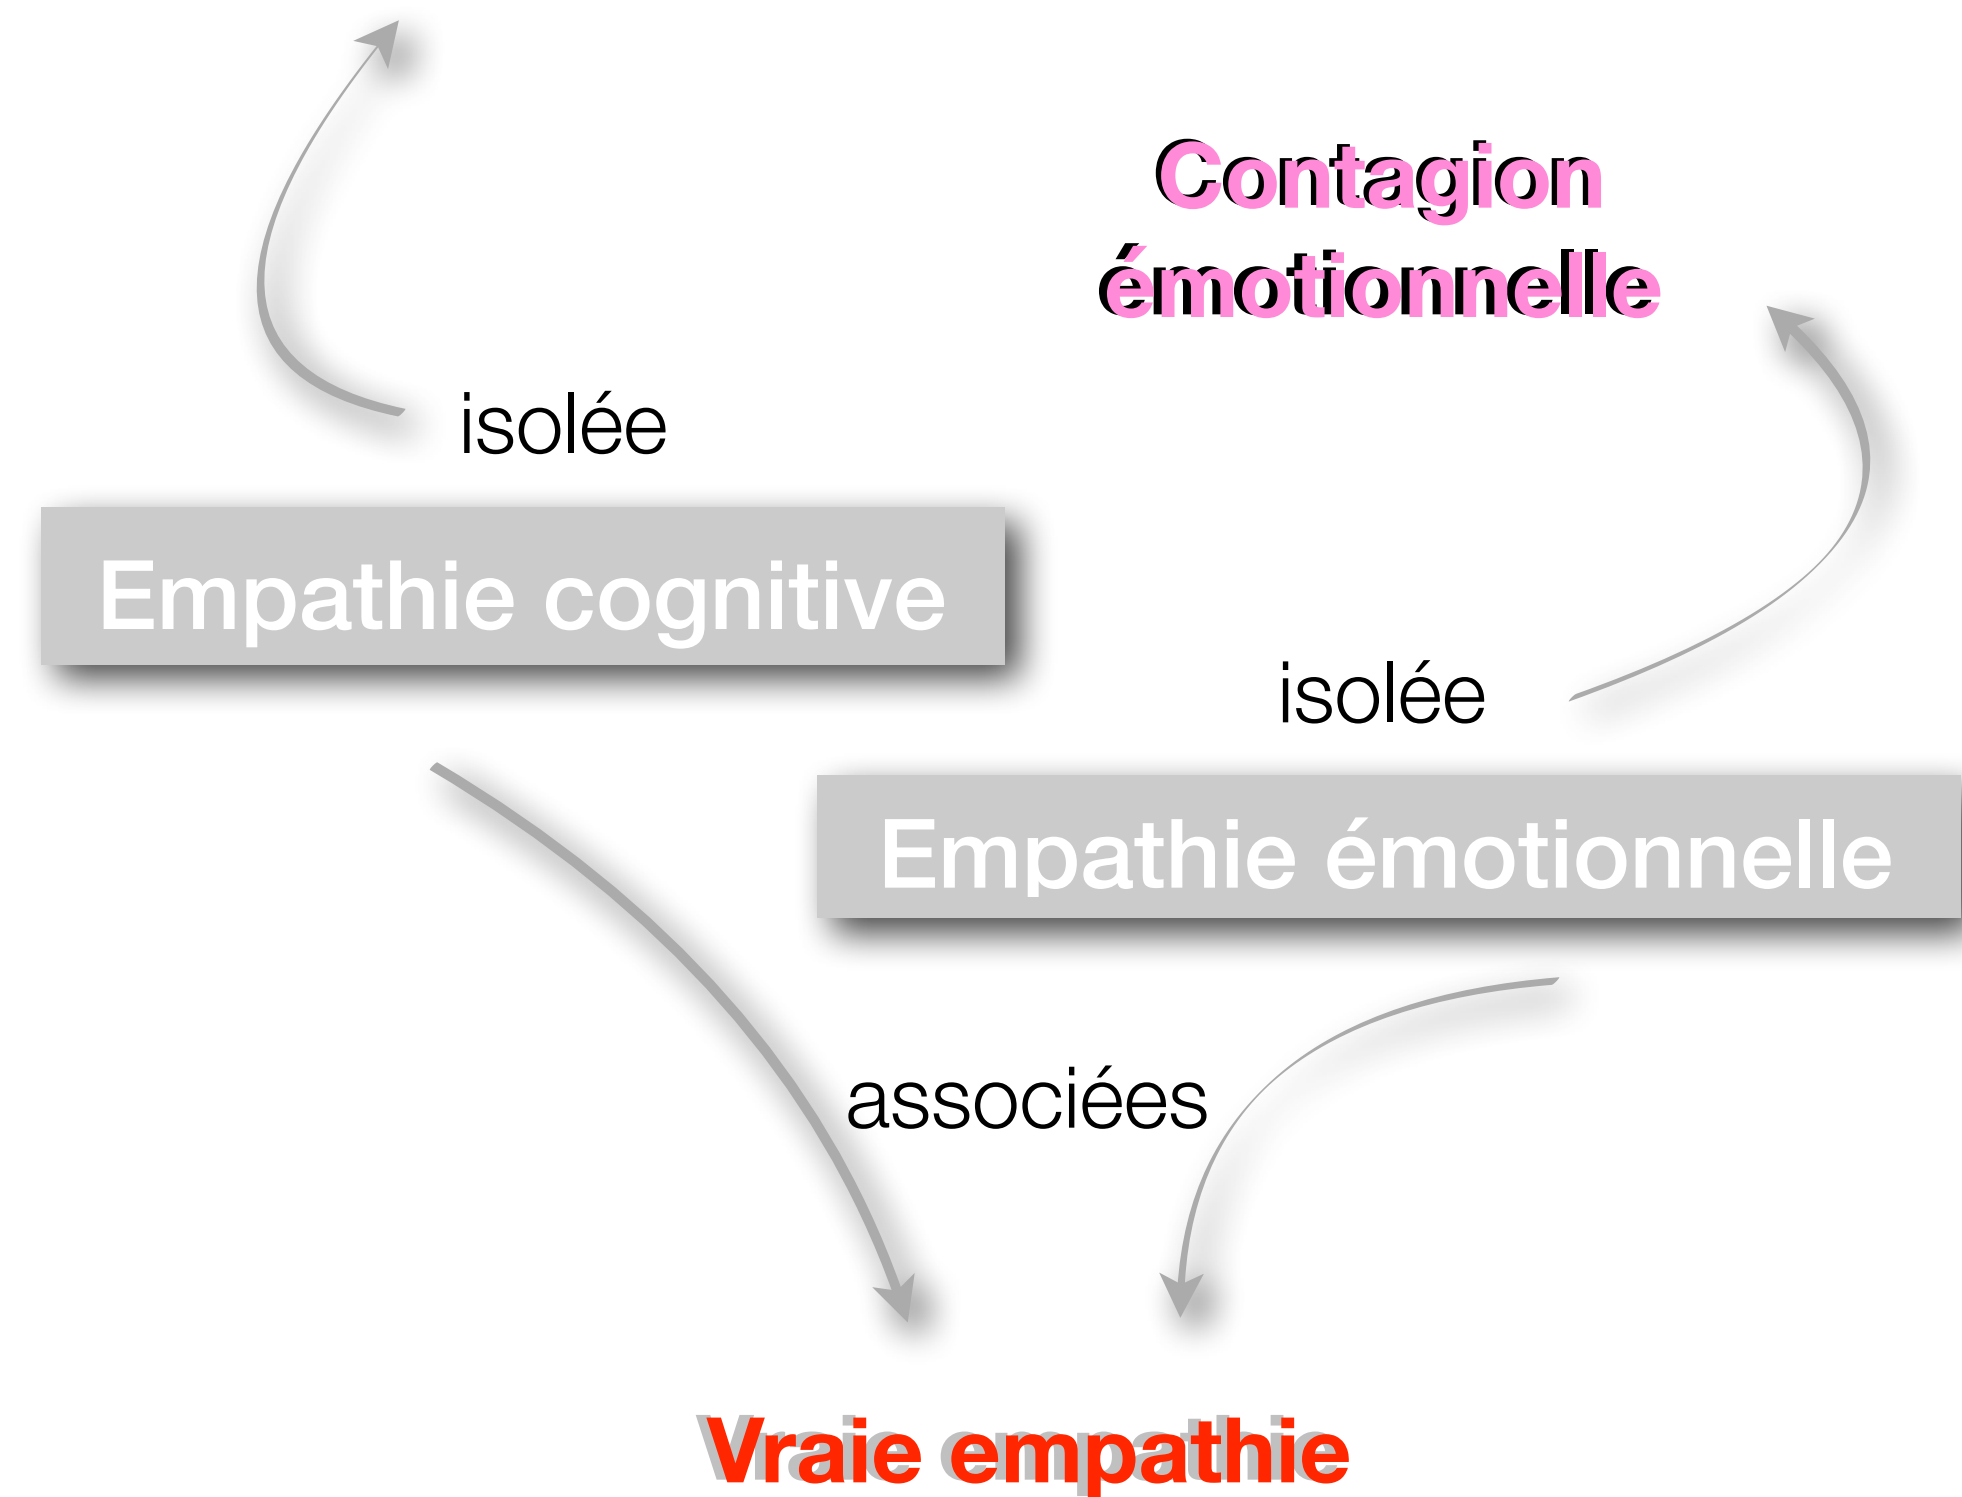 Contagion
émotionnelle
isolée
Empathie cognitive
isolée
Empathie émotionnelle
associées
Vraie empathie